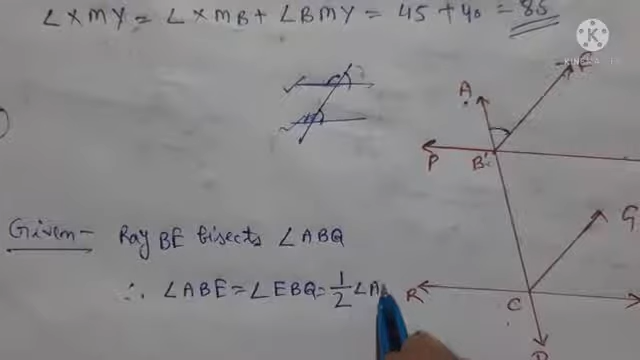 ∠XMY = ∠XMB + ∠BMY = 45 + 40 = 85
K
A
P
B
Given- Ray BE bisects ∠ABQ
G
∴ ∠ABE = ∠EBQ = 1/2 ∠A
R
C